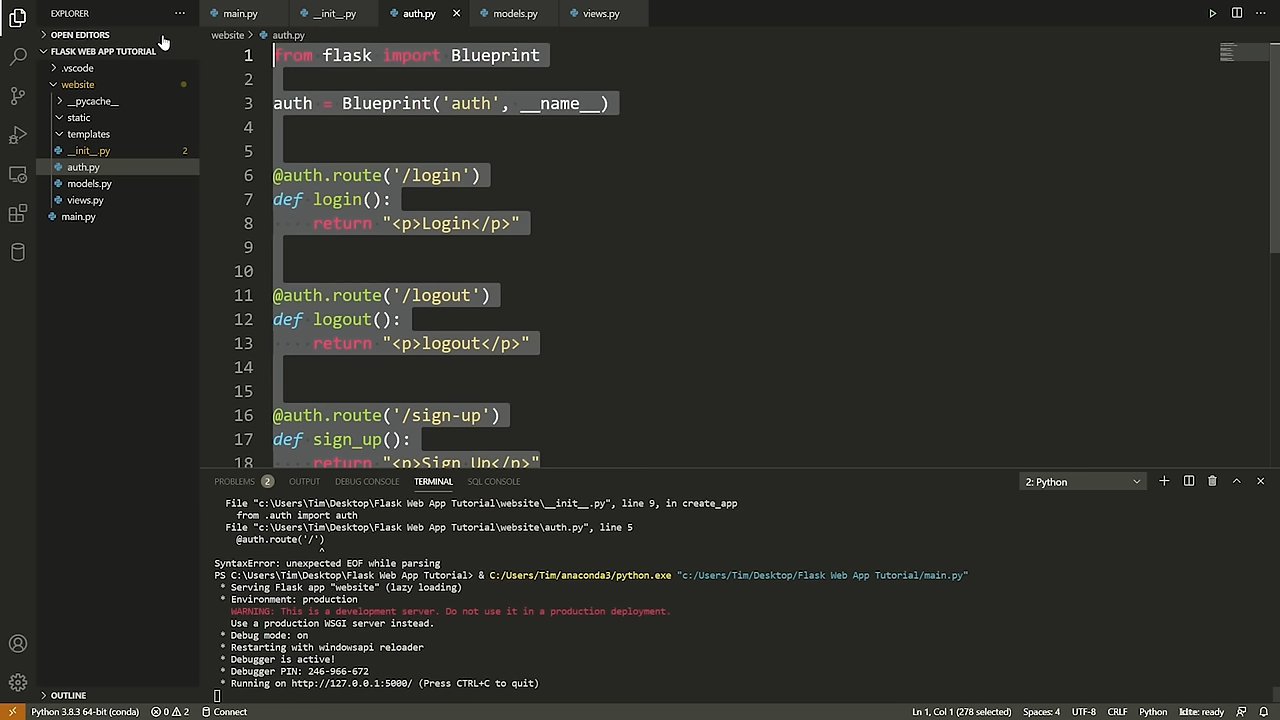 EXPLORER
main.py
__init__.py
auth.py
models.py
views.py
OPEN EDITORS
website > auth.py
FLASK WEB APP TUTORIAL
.vscode
website
__pycache__
static
templates
__init__.py 2
auth.py
models.py
views.py
main.py
1 from flask import Blueprint
2
3 auth = Blueprint('auth', __name__)
4
5
6 @auth.route('/login')
7 def login():
8 return "<p>Login</p>"
9
10
11 @auth.route('/logout')
12 def logout():
13 return "<p>logout</p>"
14
15
16 @auth.route('/sign-up')
17 def sign_up():
18 return "<p>Sign Up</p>"
PROBLEMS 2 OUTPUT DEBUG CONSOLE TERMINAL SQL CONSOLE 2: Python
File "c:\Users\Tim\Desktop\Flask Web App Tutorial\website\__init__.py", line 9, in create_app
from .auth import auth
File "c:\Users\Tim\Desktop\Flask Web App Tutorial\website\auth.py", line 5
@auth.route('/')
^
SyntaxError: unexpected EOF while parsing
PS C:\Users\Tim\Desktop\Flask Web App Tutorial> & C:/Users/Tim/anaconda3/python.exe "c:/Users/Tim/Desktop/Flask Web App Tutorial/main.py"
* Serving Flask app "website" (lazy loading)
* Environment: production
WARNING: This is a development server. Do not use it in a production deployment.
Use a production WSGI server instead.
* Debug mode: on
* Restarting with windowsapi reloader
* Debugger is active!
* Debugger PIN: 246-966-672
* Running on http://127.0.0.1:5000/ (Press CTRL+C to quit)
OUTLINE
Python 3.8.3 64-bit (conda) 0 2 Connect Ln 1, Col 1 (278 selected) Spaces: 4 UTF-8 CRLF Python kite: ready